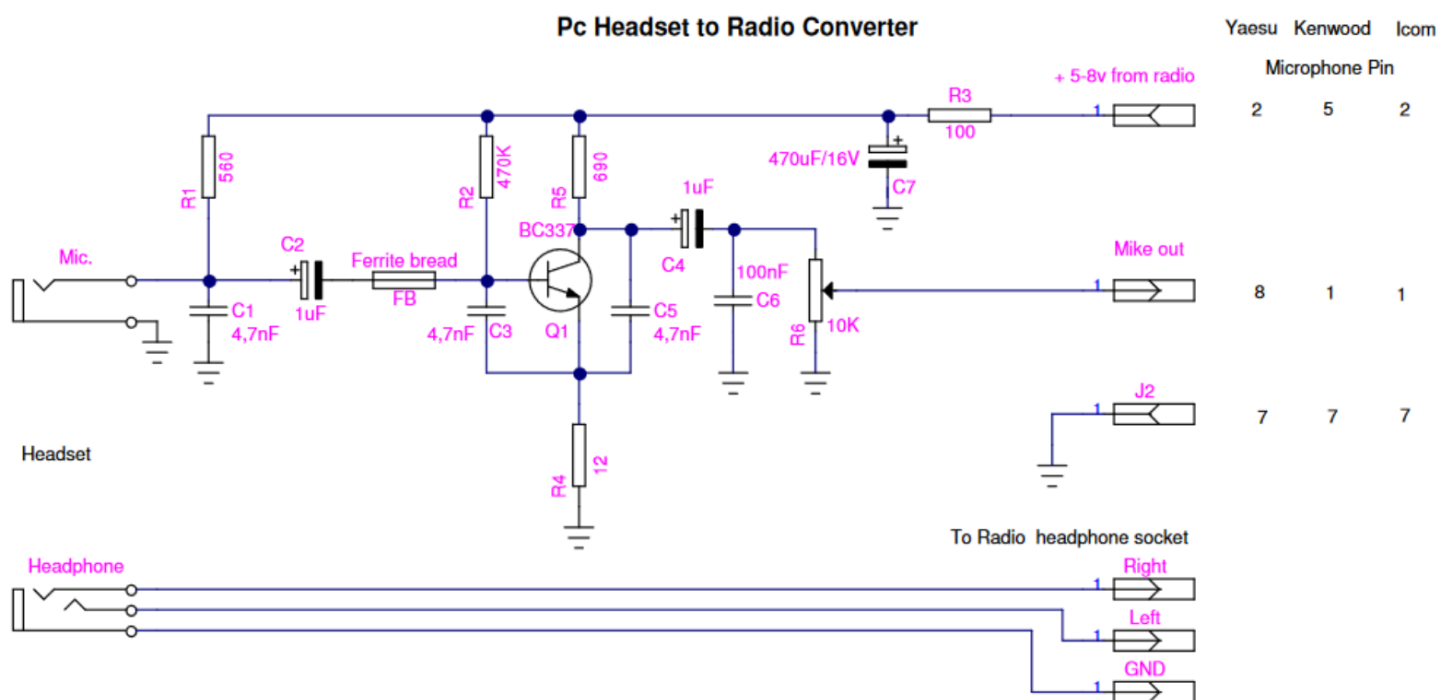 Pc Headset to Radio Converter
Yaesu Kenwood Icom
Microphone Pin
+ 5-8v from radio
1
2 5 2
R3
100
R1
560
R2
470K
R5
690
470uF/16V
+
C7
BC337
1uF
+
C4
Mic.
C2
+
1uF
Ferrite bread
FB
C1
4,7nF
4,7nF C3
Q1
C5
4,7nF
100nF
C6
R6
10K
Mike out
1
8 1 1
J2
1
7 7 7
Headset
R4
12
To Radio headphone socket
Headphone
Right
1
Left
1
GND
1